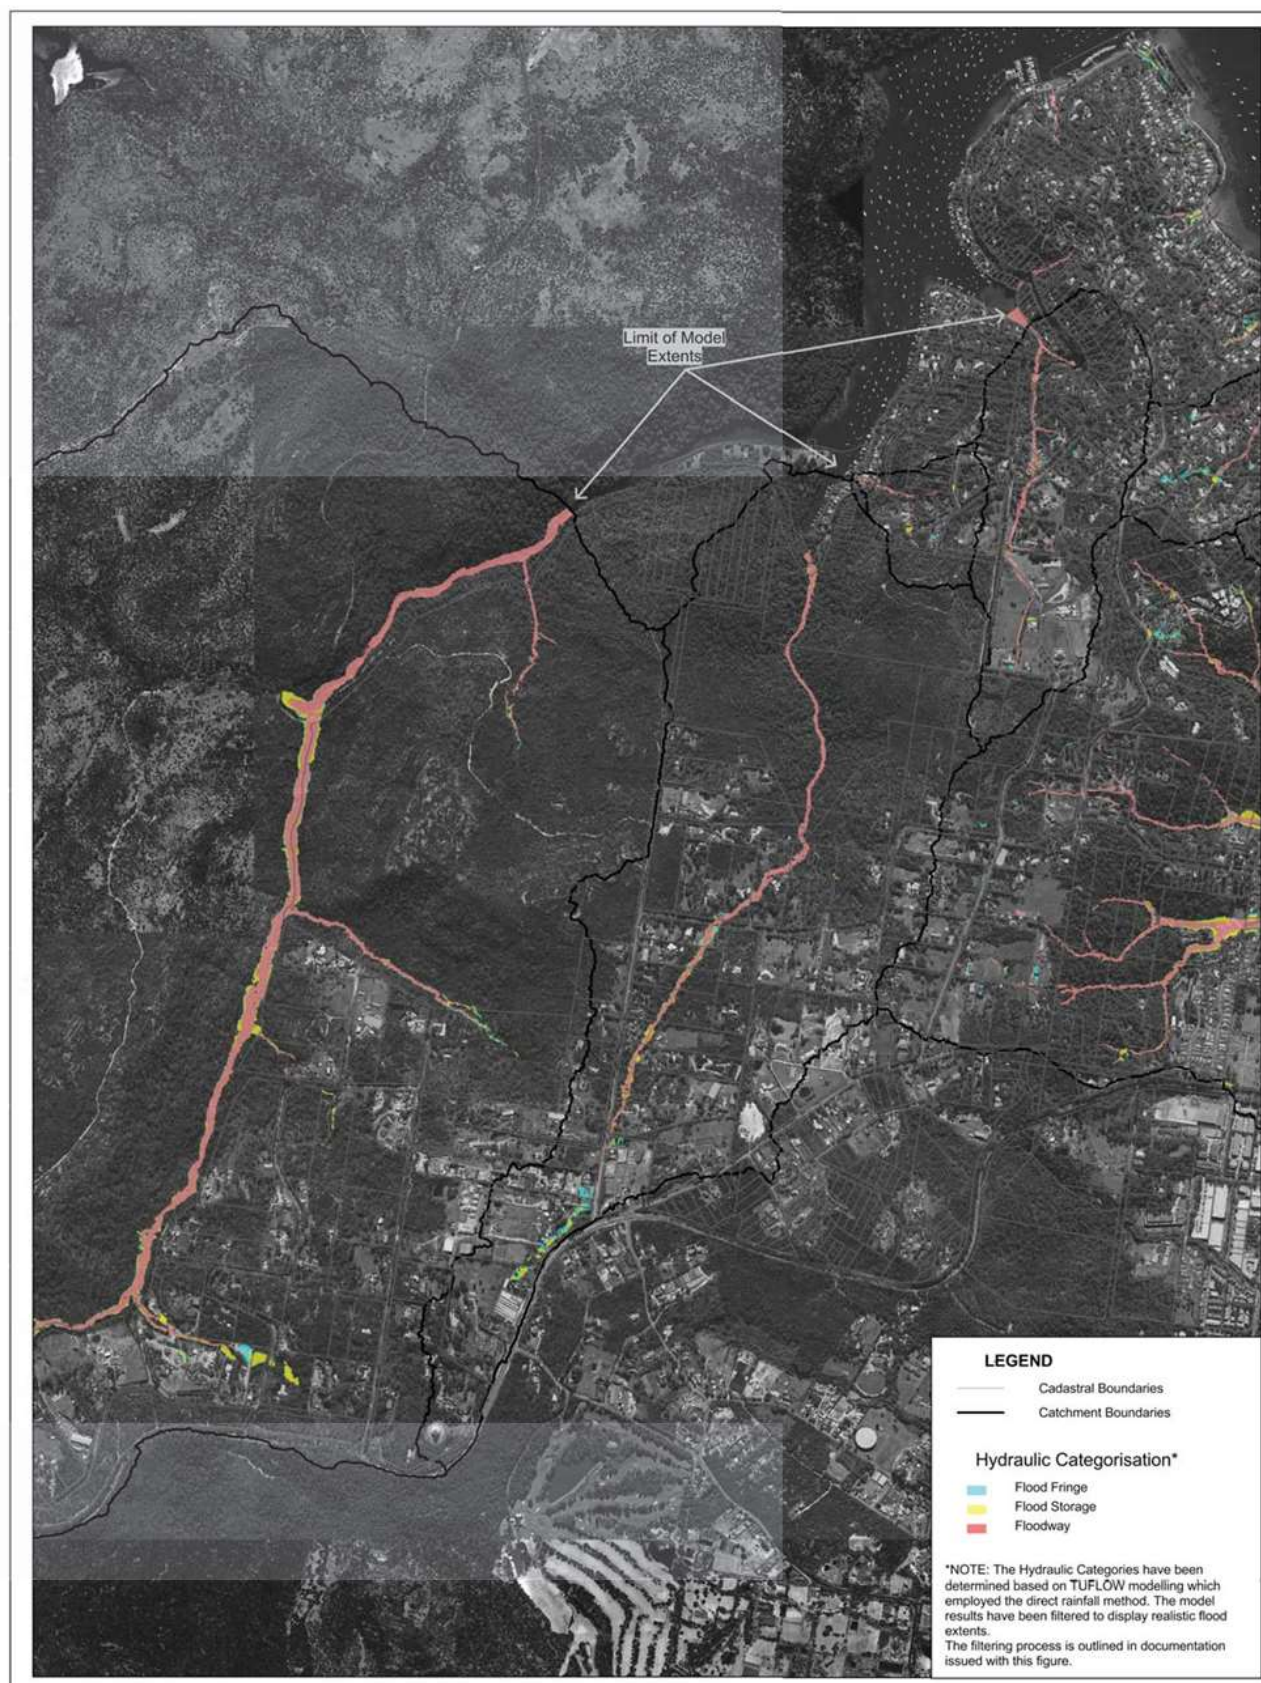 Limit of Model
Extents
LEGEND
Cadastral Boundaries
Catchment Boundaries
Hydraulic Categorisation*
Flood Fringe
Flood Storage
Floodway
*NOTE: The Hydraulic Categories have been
determined based on TUFLOW modelling which
employed the direct rainfall method. The model
results have been filtered to display realistic flood
extents.
The filtering process is outlined in documentation
issued with this figure.